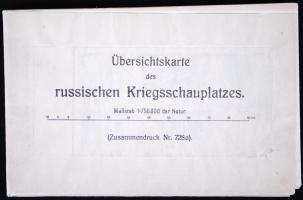 Übersichtskarte
des
russischen Kriegsschauplatzes.
Maßstab 1:750.000 der Natur
(Zusammendruck Nr. 728a).